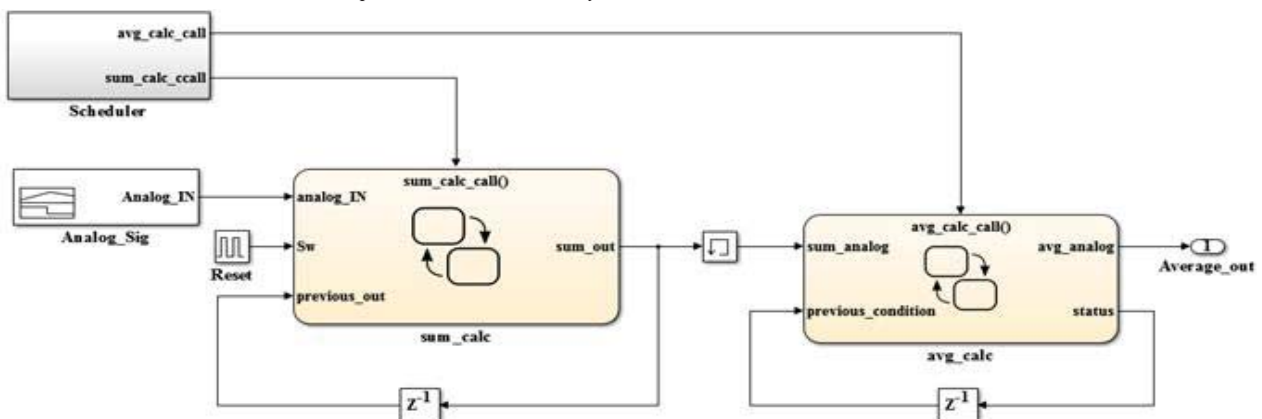 avg_calc_call
sum_calc_ccall
Scheduler
sum_calc_call()
Analog_IN
analog_IN
Analog_Sig
Sw
sum_out
Reset
previous_out
sum_calc
avg_calc_call()
sum_analog
avg_analog
1
Average_out
previous_condition
status
avg_calc
Z-1
Z-1